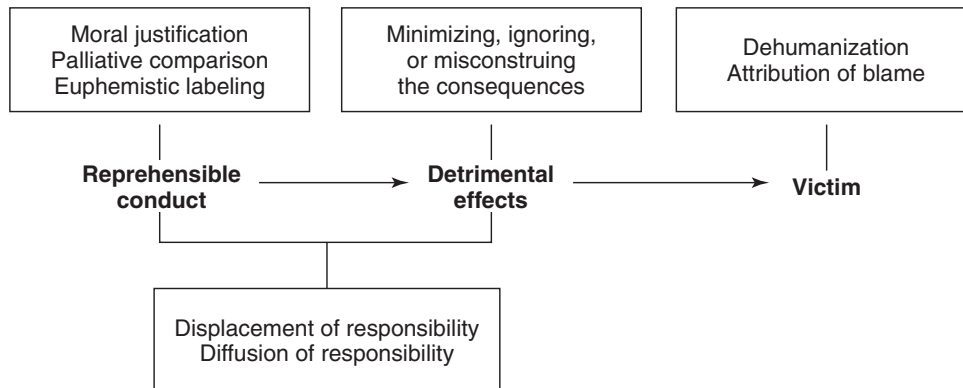 Moral justification
Palliative comparison
Euphemistic labeling
Minimizing, ignoring,
or misconstruing
the consequences
Dehumanization
Attribution of blame
Reprehensible
conduct
Detrimental
effects
Victim
Displacement of responsibility
Diffusion of responsibility